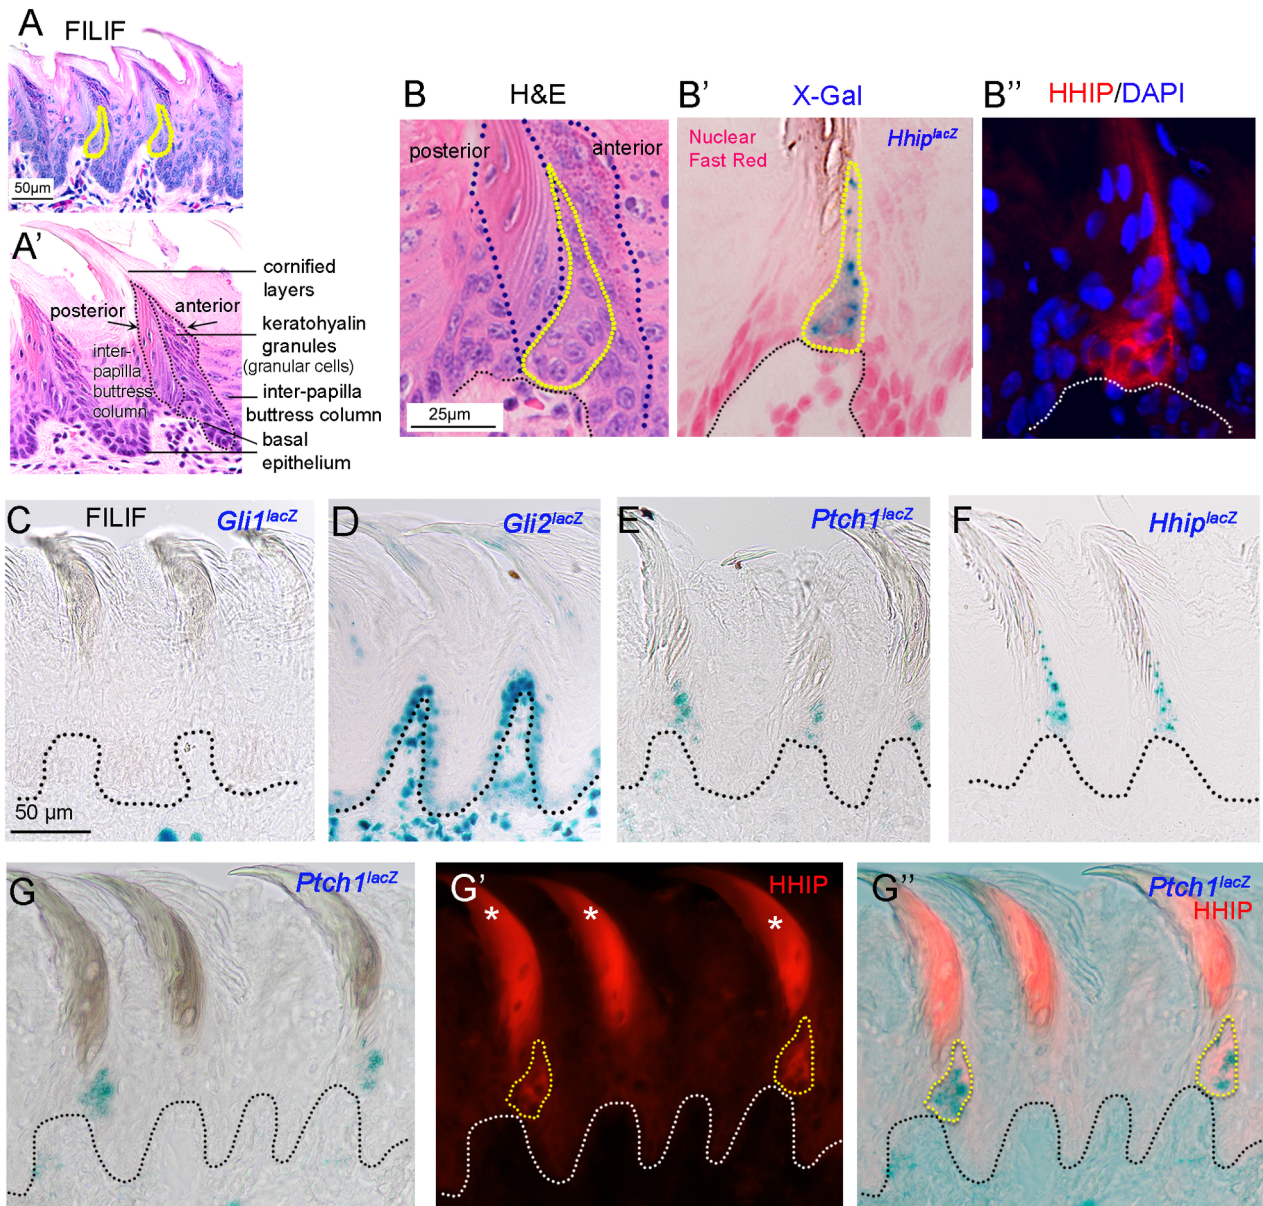 A
FILIF
50µm
A'
posterior
anterior
inter-
papilla
buttress
column
cornified
layers
keratohyalin
granules
(granular cells)
inter-papilla
buttress column
basal
epithelium
B
H&E
posterior
anterior
25µm
B'
X-Gal
Nuclear
Fast Red
HhiplacZ
B''
HHIP/DAPI
C
FILIF
Gli1lacZ
50 µm
D
Gli2lacZ
E
Ptch1lacZ
F
HhiplacZ
G
Ptch1lacZ
G'
HHIP
*
*
*
G''
Ptch1lacZ
HHIP